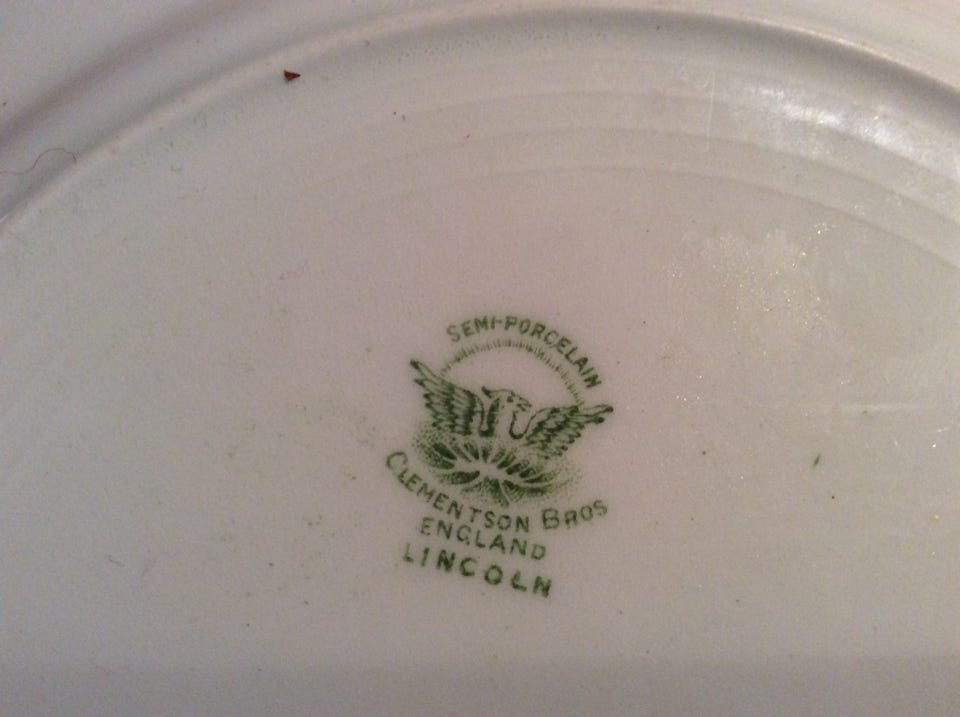 SEMI-PORCELAIN
CLEMENTSON BROS
ENGLAND
LINCOLN